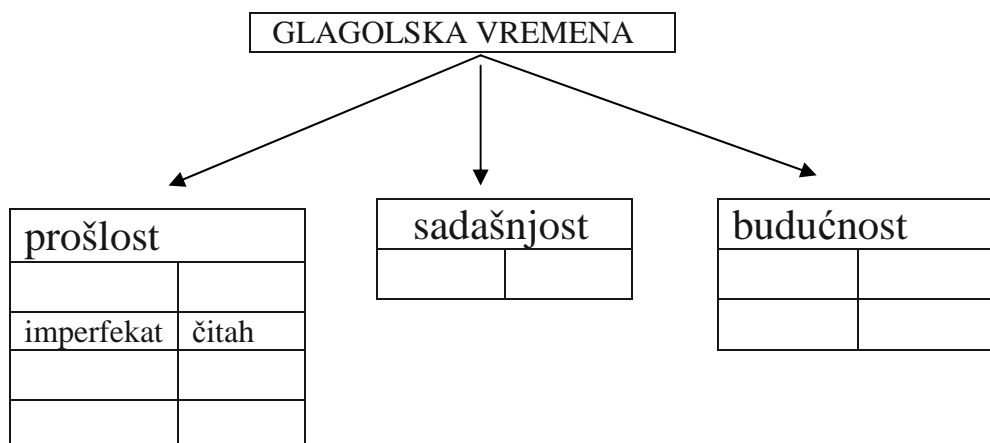 GLAGOLSKA VREMENA
prošlost
imperfekat čitah
sadašnjost
budućnost